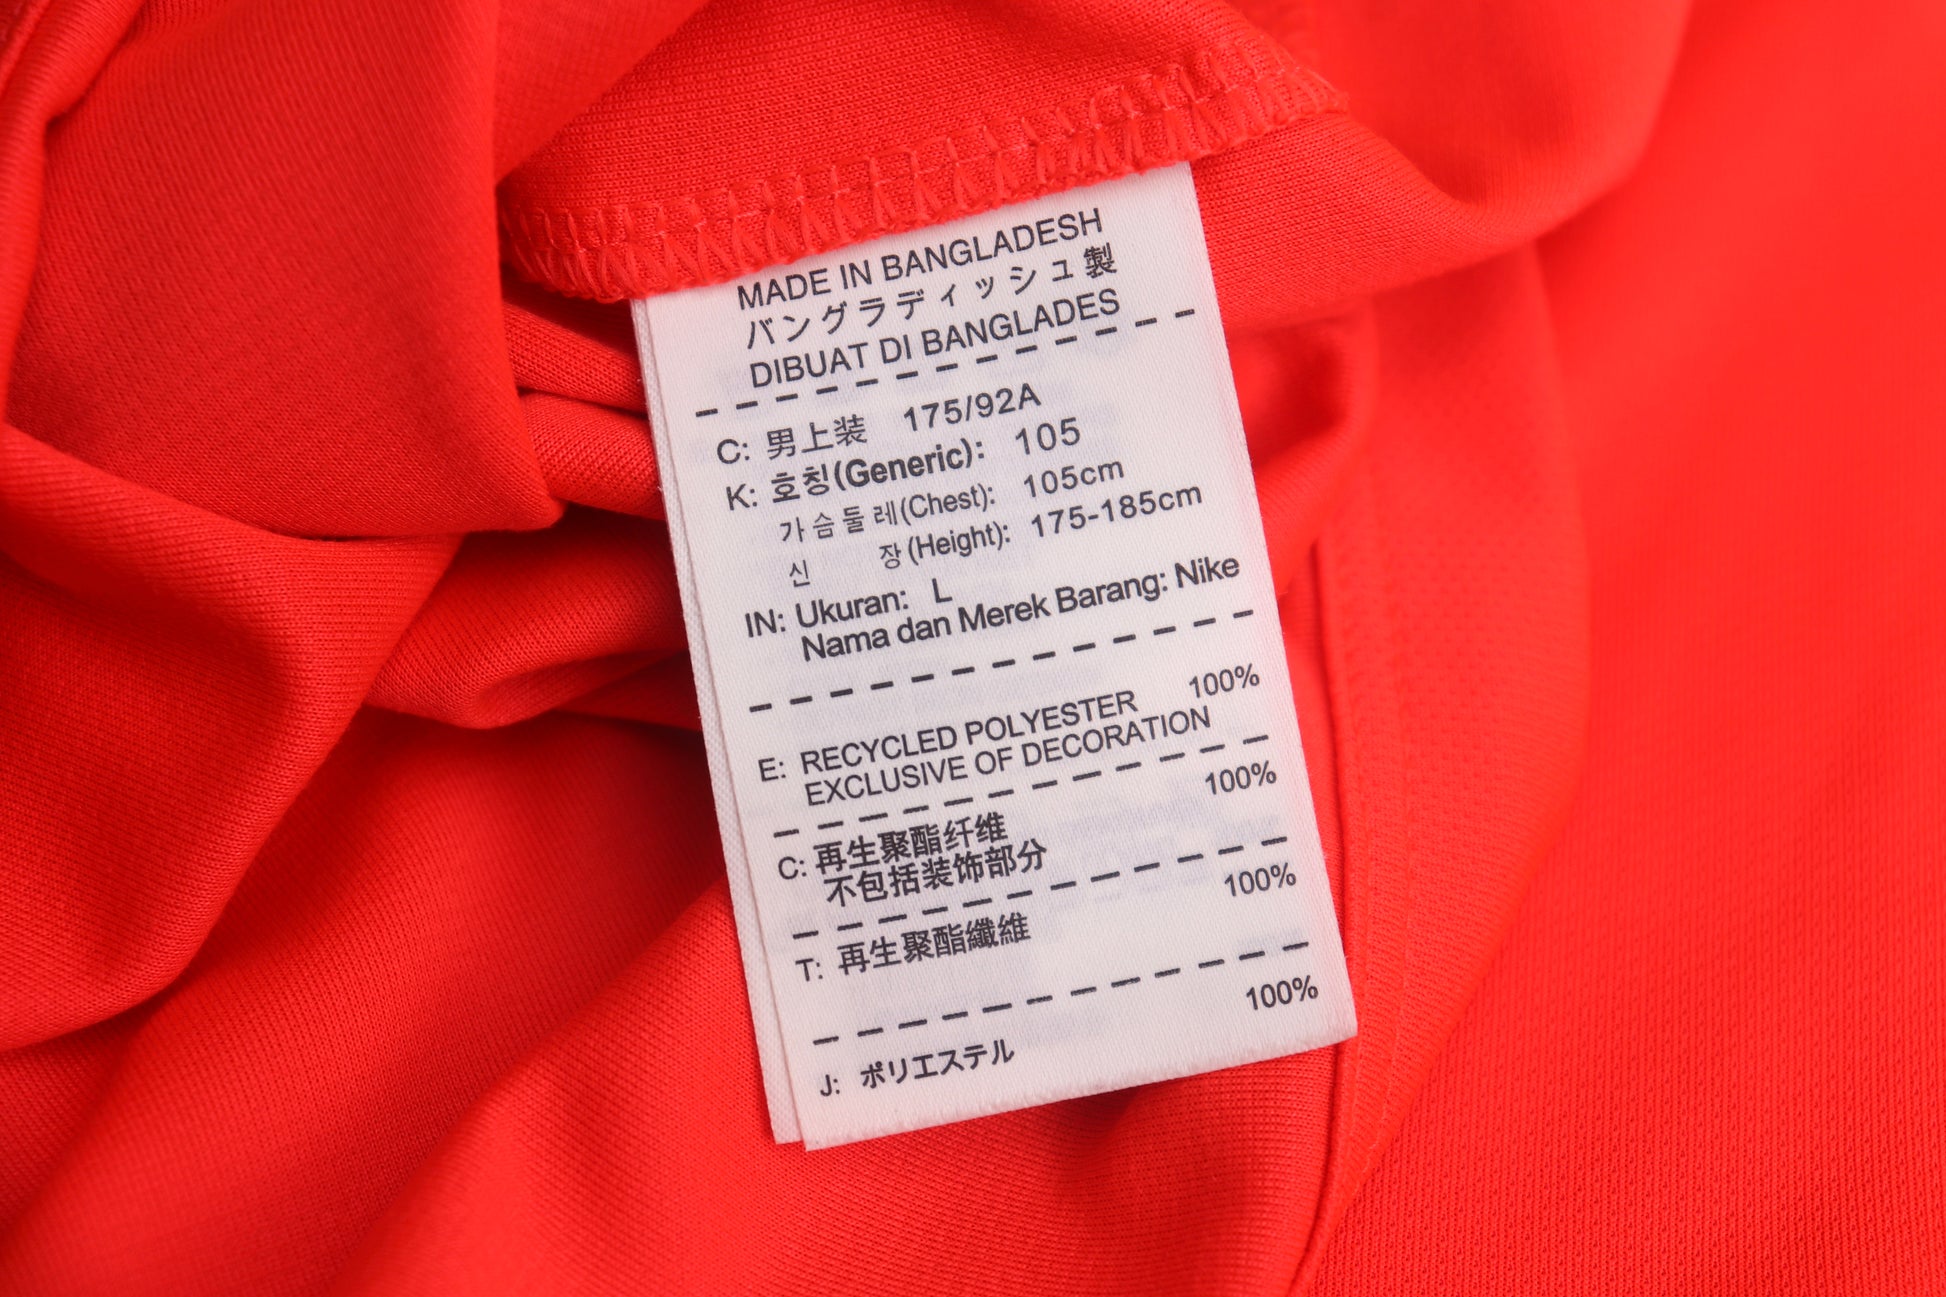 MADE IN BANGLADESH
バングラディッシュ製
DIBUAT DI BANGLADES
C: 男上装 175/92A
K: 호칭(Generic): 105
가슴둘레(Chest): 105cm
신 장(Height): 175-185cm
IN: Ukuran: L
Nama dan Merek Barang: Nike
100%
E: RECYCLED POLYESTER
EXCLUSIVE OF DECORATION
100%
C: 再生聚酯纤维
不包括装饰部分
100%
T: 再生聚酯纖維
100%
J: ポリエステル